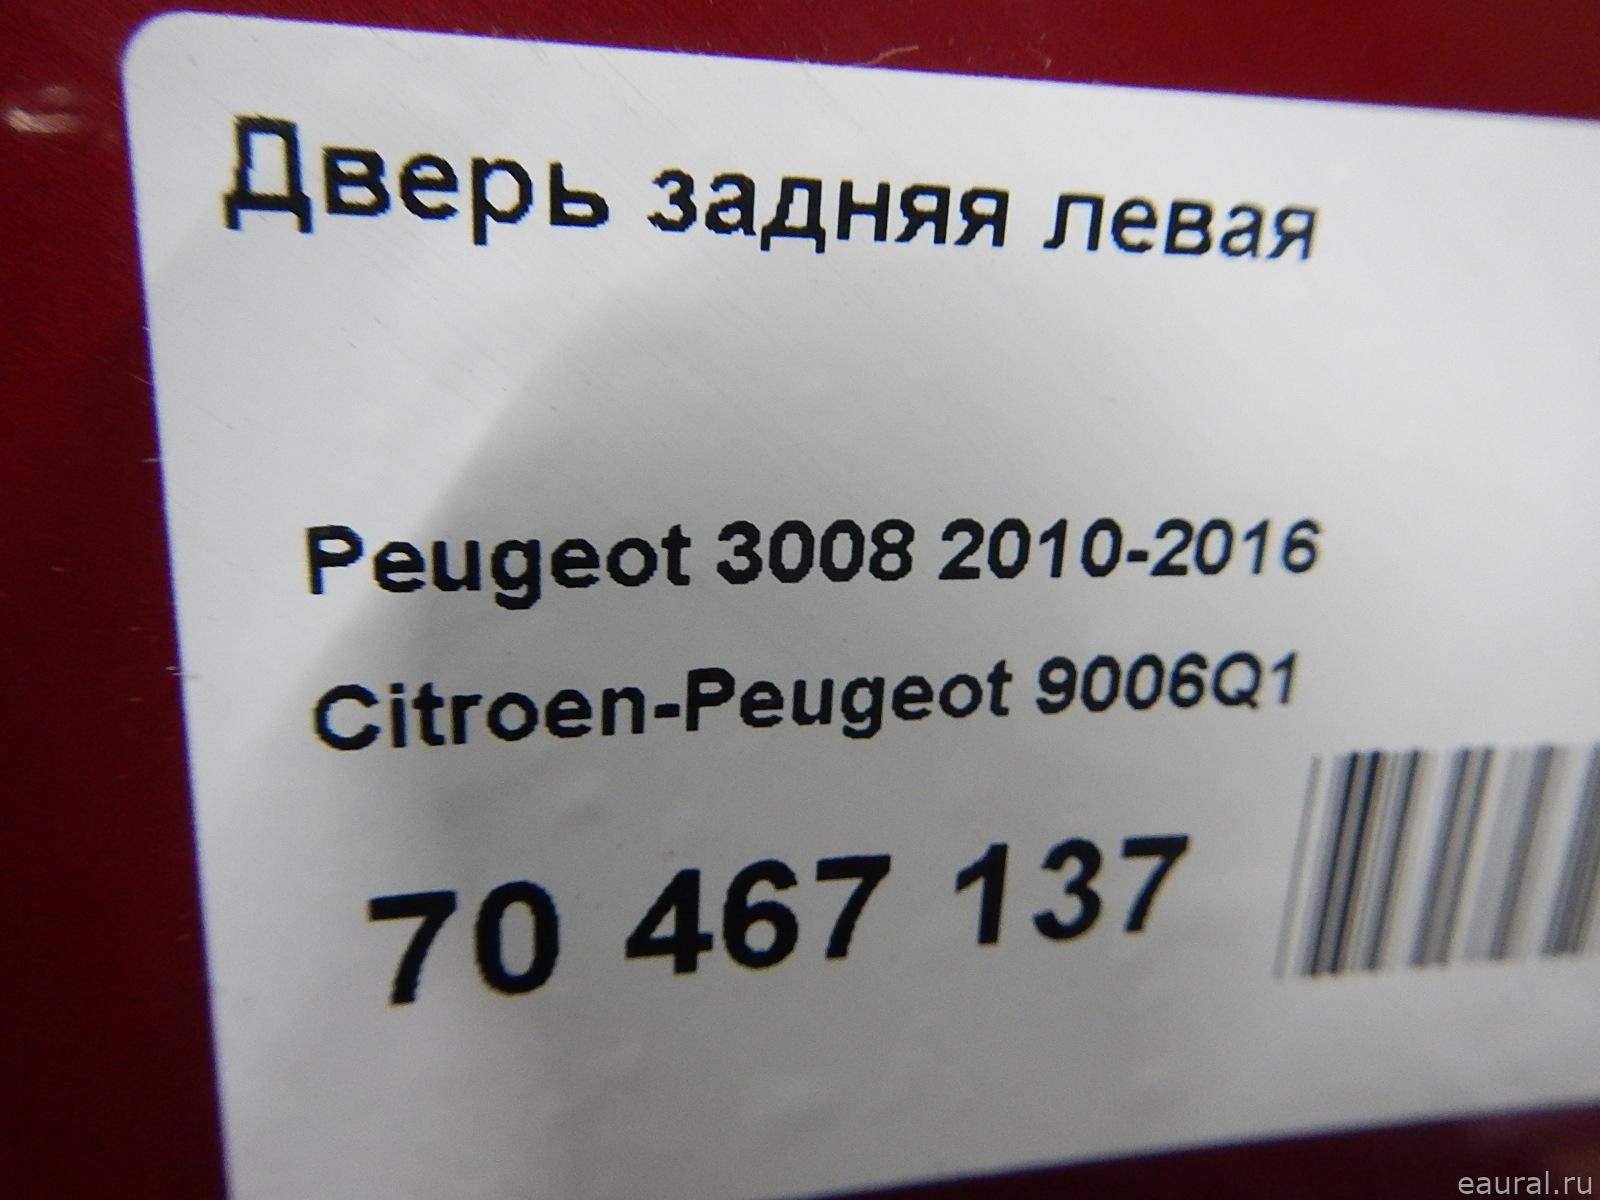 Дверь задняя левая
Peugeot 3008 2010-2016
Citroen-Peugeot 9006Q1
70 467 137
eaural.ru